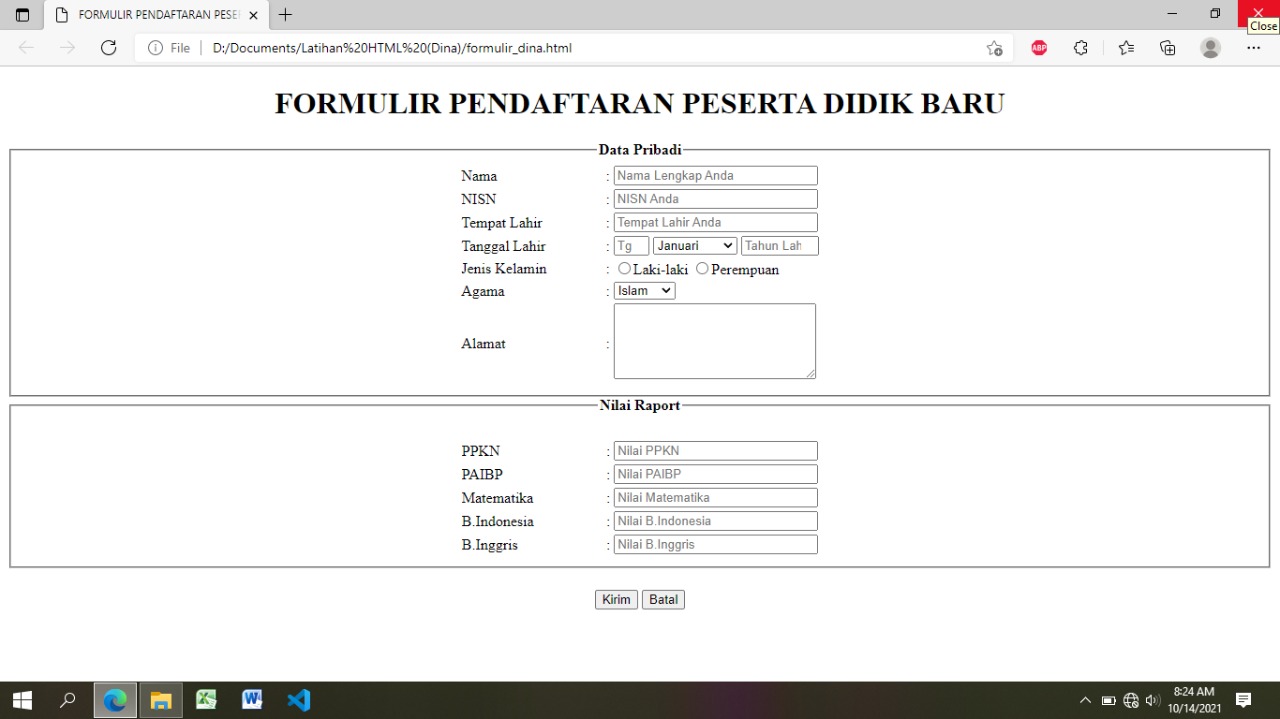 FORMULIR PENDAFTARAN PESE
Close
File
D:/Documents/Latihan%20HTML%20(Dina)/formulir_dina.html
ABP
FORMULIR PENDAFTARAN PESERTA DIDIK BARU
Data Pribadi
Nama : Nama Lengkap Anda
NISN : NISN Anda
Tempat Lahir : Tempat Lahir Anda
Tanggal Lahir : Tg Januari Tahun Lah
Jenis Kelamin : Laki-laki Perempuan
Agama : Islam
Alamat :
Nilai Raport
PPKN : Nilai PPKN
PAIBP : Nilai PAIBP
Matematika : Nilai Matematika
B.Indonesia : Nilai B.Indonesia
B.Inggris : Nilai B.Inggris
Kirim Batal
8:24 AM
10/14/2021